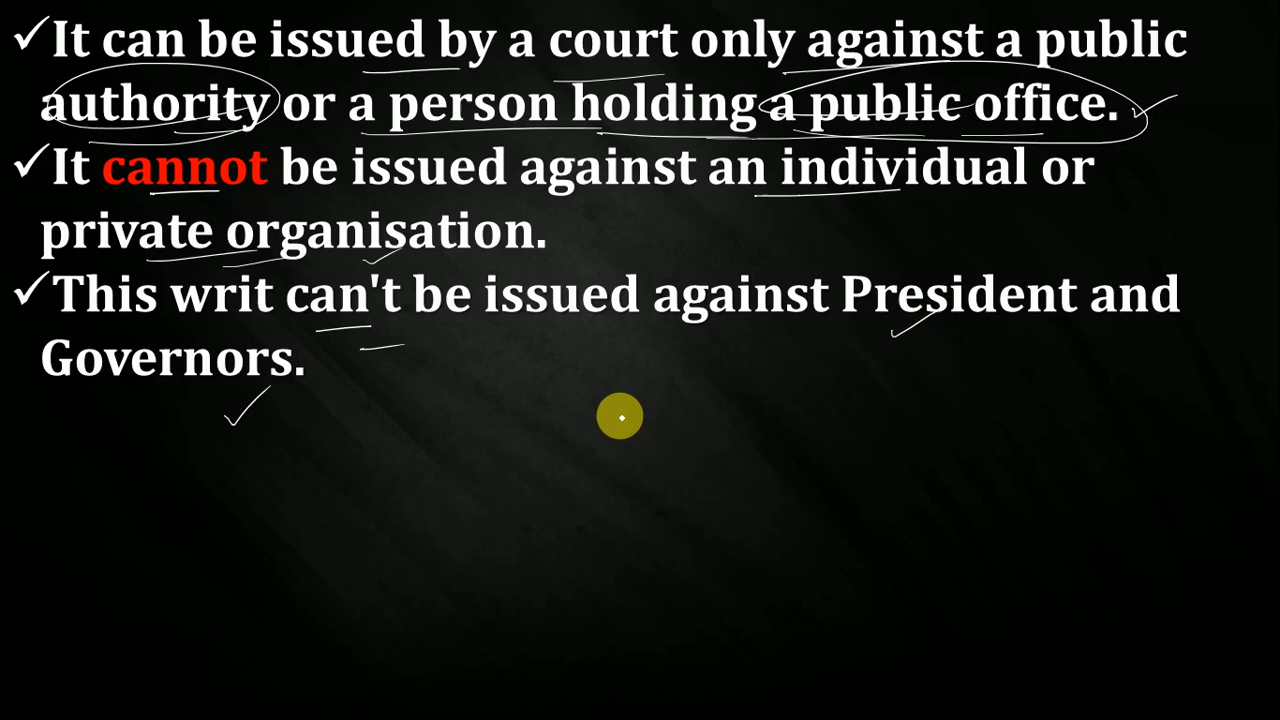 ✓It can be issued by a court only against a public
authority or a person holding a public office.
✓It cannot be issued against an individual or
private organisation.
✓This writ can't be issued against President and
Governors.